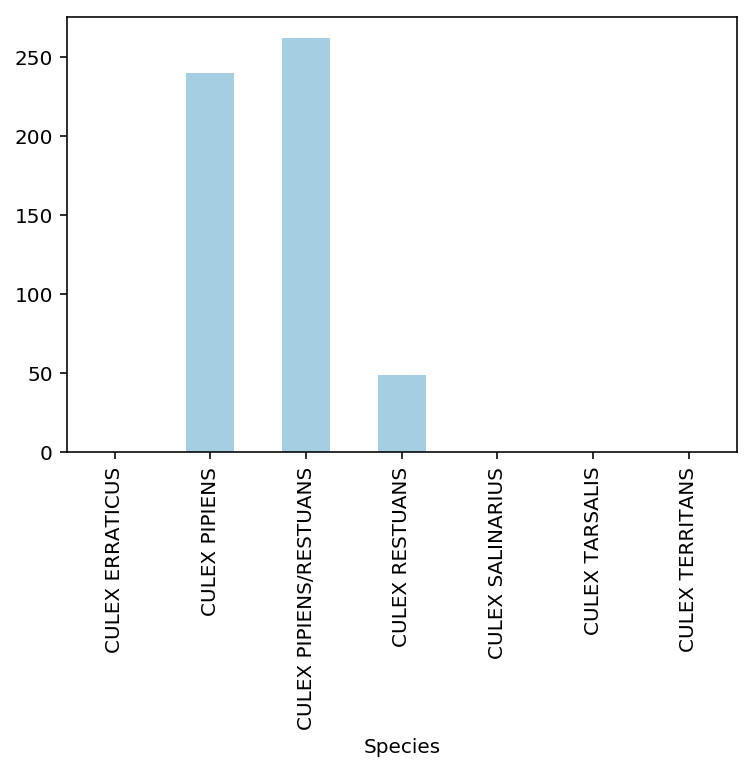 250
200
150
100
50
0
CULEX ERRATICUS
CULEX PIPIENS
CULEX PIPIENS/RESTUANS
CULEX RESTUANS
CULEX SALINARIUS
CULEX TARSALIS
CULEX TERRITANS
Species